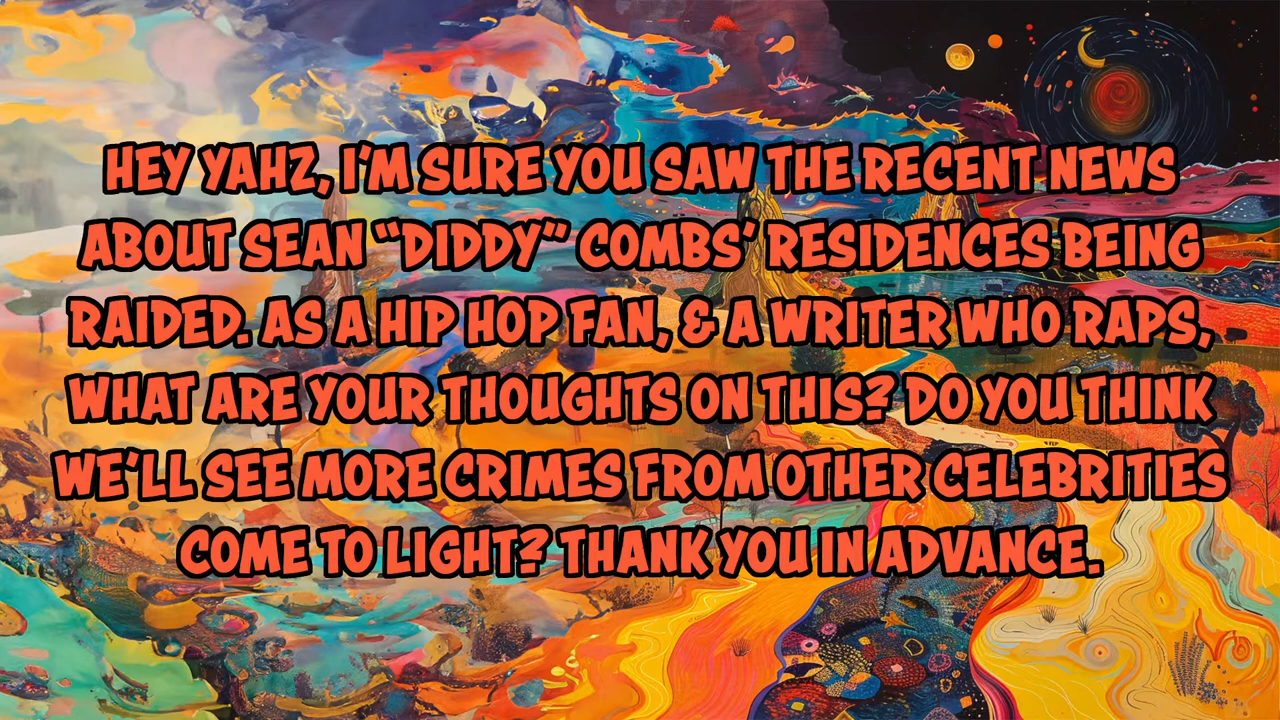 HEY YAHZ, I'M SURE YOU SAW THE RECENT NEWS
ABOUT SEAN "DIDDY" COMBS' RESIDENCES BEING
RAIDED. AS A HIP HOP FAN, & A WRITER WHO RAPS,
WHAT ARE YOUR THOUGHTS ON THIS? DO YOU THINK
WE'LL SEE MORE CRIMES FROM OTHER CELEBRITIES
COME TO LIGHT? THANK YOU IN ADVANCE.